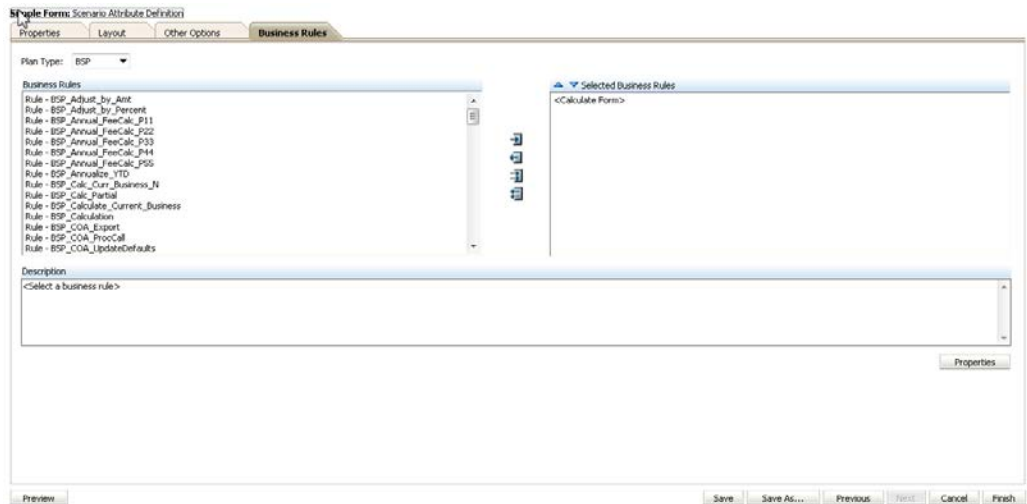 Simple Form: Scenario Attribute Definition
Properties Layout Other Options Business Rules
Plan Type: BSP
Business Rules
Rule - BSP_Adjust_by_Amt
Rule - BSP_Adjust_by_Percent
Rule - BSP_Annual_FeeCalc_P11
Rule - BSP_Annual_FeeCalc_P22
Rule - BSP_Annual_FeeCalc_P33
Rule - BSP_Annual_FeeCalc_P44
Rule - BSP_Annual_FeeCalc_P55
Rule - BSP_Annualize_YTD
Rule - BSP_Calc_Curr_Business_N
Rule - BSP_Calc_Partial
Rule - BSP_Calculate_Current_Business
Rule - BSP_Calculation
Rule - BSP_COA_Export
Rule - BSP_COA_ProcCall
Rule - BSP_COA_UpdateDefaults
Selected Business Rules
<Calculate Form>
Description
<Select a business rule>
Properties
Preview Save Save As... Previous Next Cancel Finish